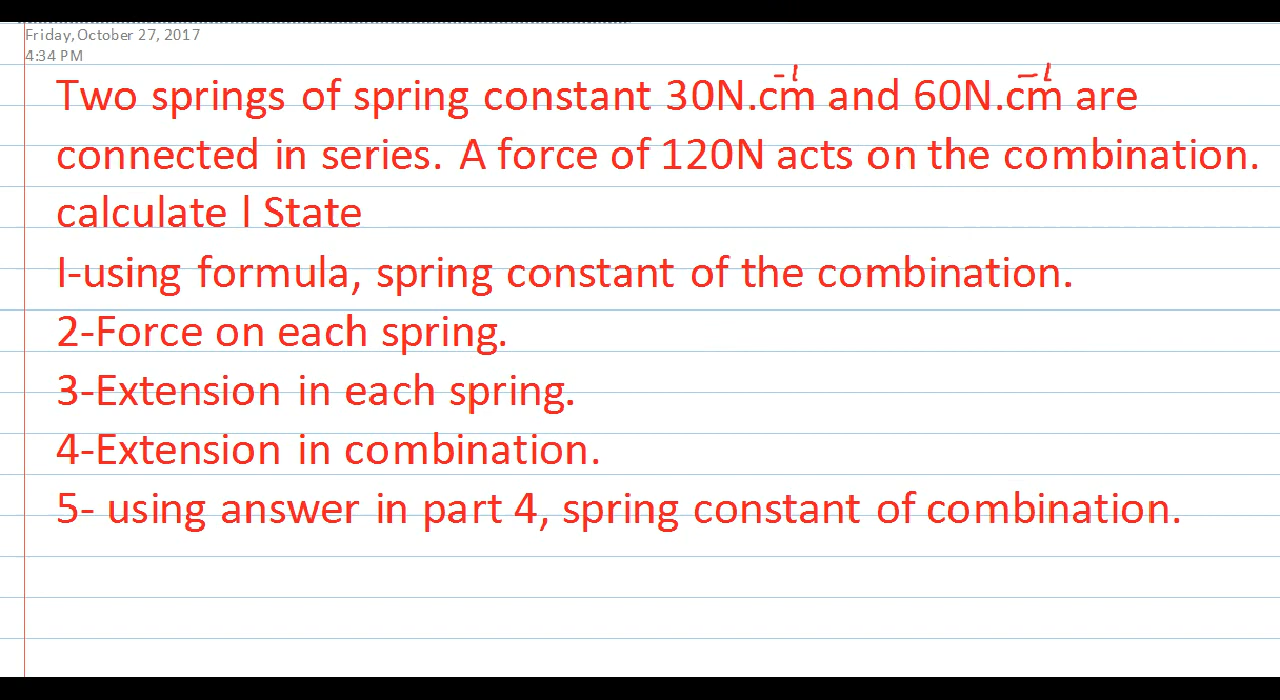 Friday, October 27, 2017
4:34 PM
-1 -1
Two springs of spring constant 30N.cm and 60N.cm are
connected in series. A force of 120N acts on the combination.
calculate l State
l-using formula, spring constant of the combination.
2-Force on each spring.
3-Extension in each spring.
4-Extension in combination.
5- using answer in part 4, spring constant of combination.